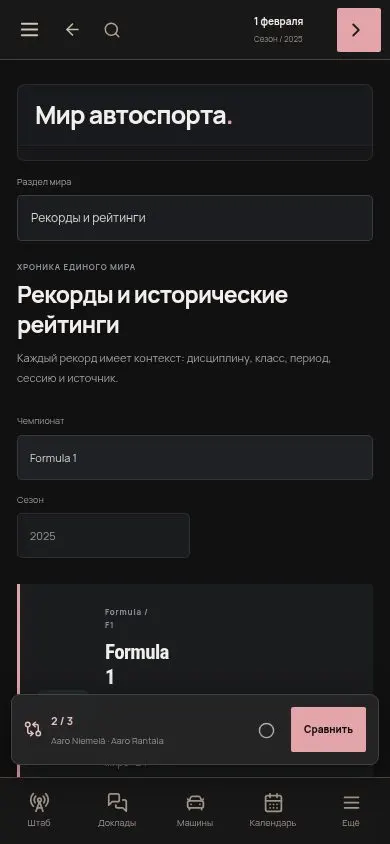 1 февраля
Сезон / 2025
Мир автоспорта.
Раздел мира
Рекорды и рейтинги
ХРОНИКА ЕДИНОГО МИРА
Рекорды и исторические
рейтинги
Каждый рекорд имеет контекст: дисциплину, класс, период,
сессию и источник.
Чемпионат
Formula 1
Сезон
2025
Formula /
F1
Formula
1
2 / 3
Aaro Niemelä · Aaro Rantala
Сравнить
Штаб
Доклады
Машины
Календарь
Ещё